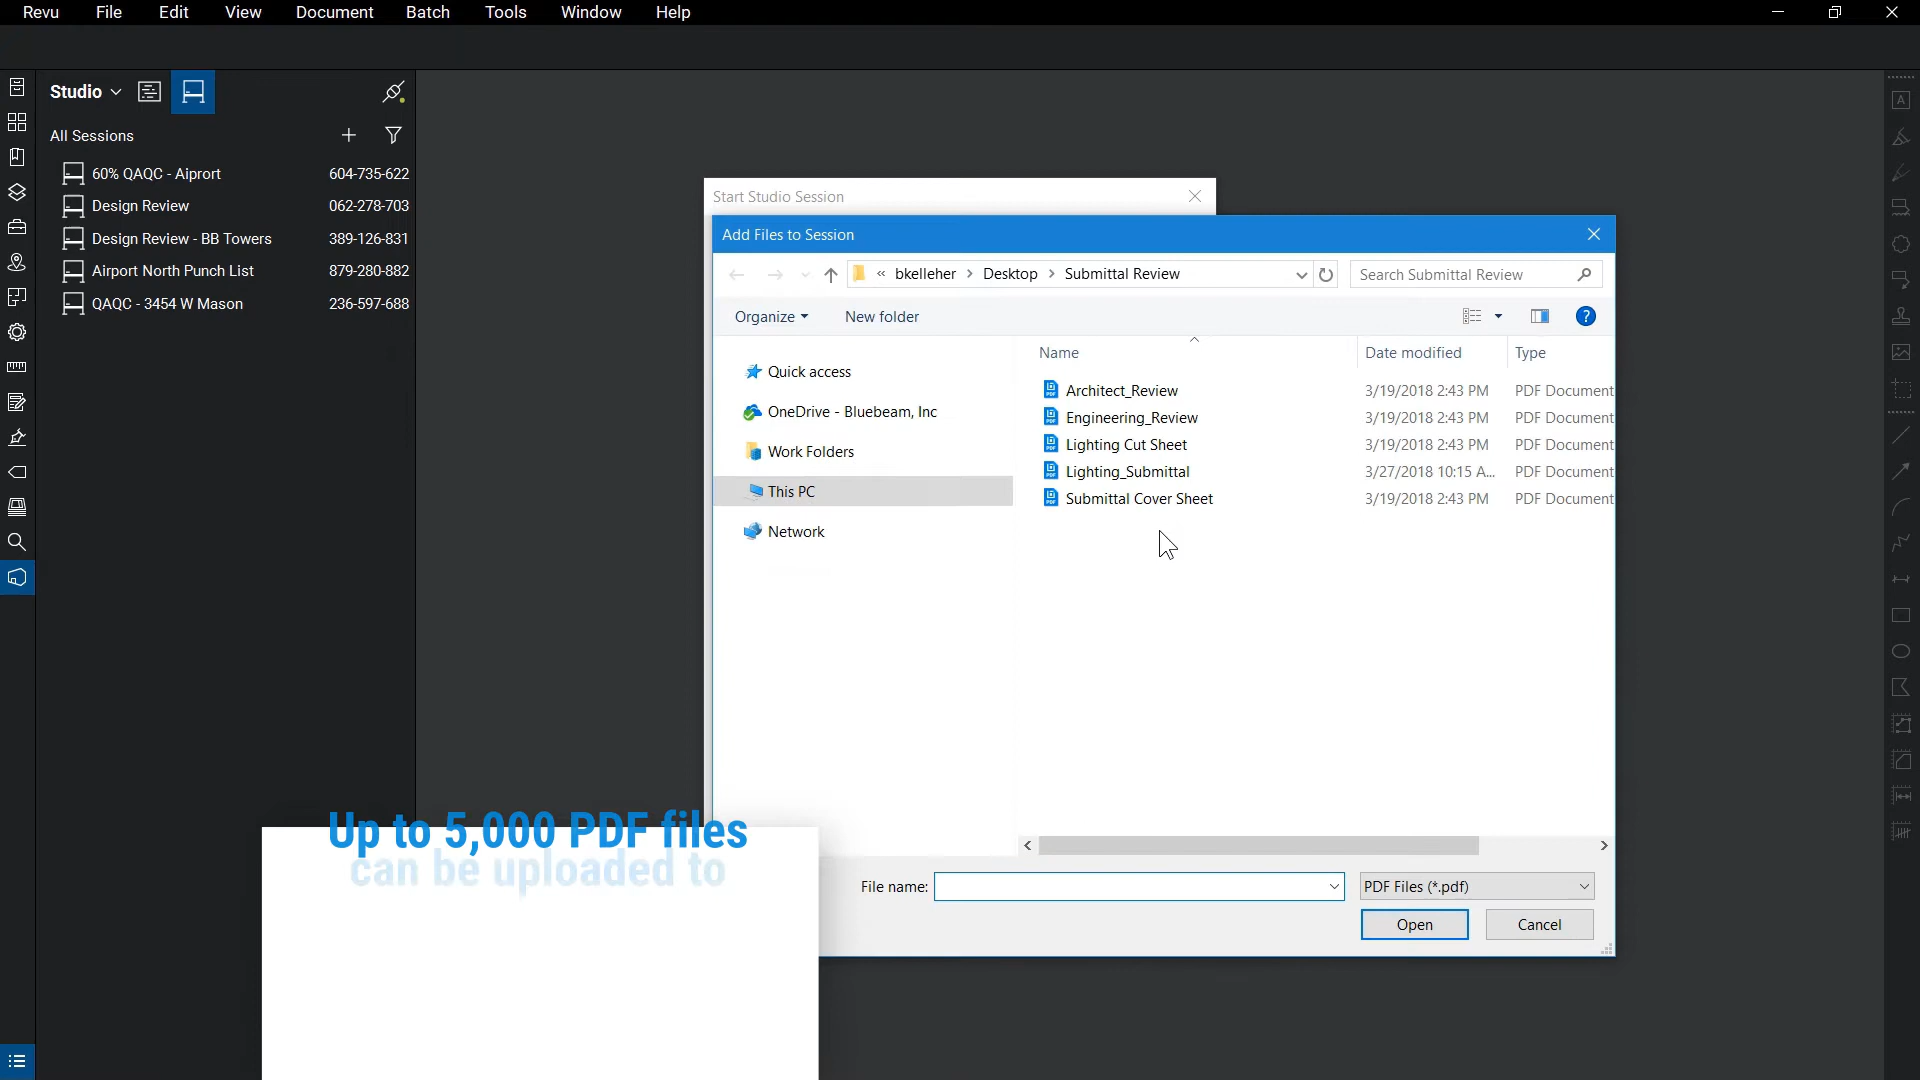 Revu File Edit View Document Batch Tools Window Help
Studio
All Sessions
60% QAQC - Aiprort 604-735-622
Design Review 062-278-703
Design Review - BB Towers 389-126-831
Airport North Punch List 879-280-882
QAQC - 3454 W Mason 236-597-688
Start Studio Session
Add Files to Session
« bkelleher > Desktop > Submittal Review
Search Submittal Review
Organize New folder
Quick access
OneDrive - Bluebeam, Inc
Work Folders
This PC
Network
Name Date modified Type
Architect_Review 3/19/2018 2:43 PM PDF Document
Engineering_Review 3/19/2018 2:43 PM PDF Document
Lighting Cut Sheet 3/19/2018 2:43 PM PDF Document
Lighting_Submittal 3/27/2018 10:15 A... PDF Document
Submittal Cover Sheet 3/19/2018 2:43 PM PDF Document
File name: PDF Files (*.pdf)
Open Cancel
Up to 5,000 PDF files
can be uploaded to